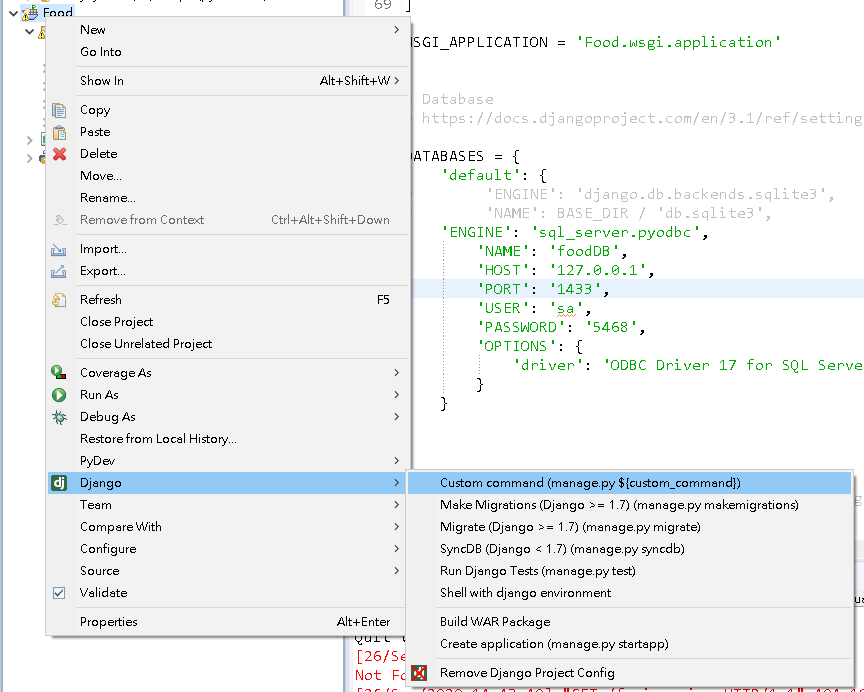 Food
69 ]
New
Go Into
Show In Alt+Shift+W
Copy
Paste
Delete
Move...
Rename...
Remove from Context Ctrl+Alt+Shift+Down
Import...
Export...
Refresh F5
Close Project
Close Unrelated Project
Coverage As
Run As
Debug As
Restore from Local History...
PyDev
Django
Team
Compare With
Configure
Source
Validate
Properties Alt+Enter
SGI_APPLICATION = 'Food.wsgi.application'
Database
https://docs.djangoproject.com/en/3.1/ref/setting
DATABASES = {
'default': {
'ENGINE': 'django.db.backends.sqlite3',
'NAME': BASE_DIR / 'db.sqlite3',
'ENGINE': 'sql_server.pyodbc',
'NAME': 'foodDB',
'HOST': '127.0.0.1',
'PORT': '1433',
'USER': 'sa',
'PASSWORD': '5468',
'OPTIONS': {
'driver': 'ODBC Driver 17 for SQL Serve
}
}
Custom command (manage.py ${custom_command})
Make Migrations (Django >= 1.7) (manage.py makemigrations)
Migrate (Django >= 1.7) (manage.py migrate)
SyncDB (Django < 1.7) (manage.py syncdb)
Run Django Tests (manage.py test)
Shell with django environment
Build WAR Package
Create application (manage.py startapp)
Remove Django Project Config
Quit
[26/Se
Not Fo